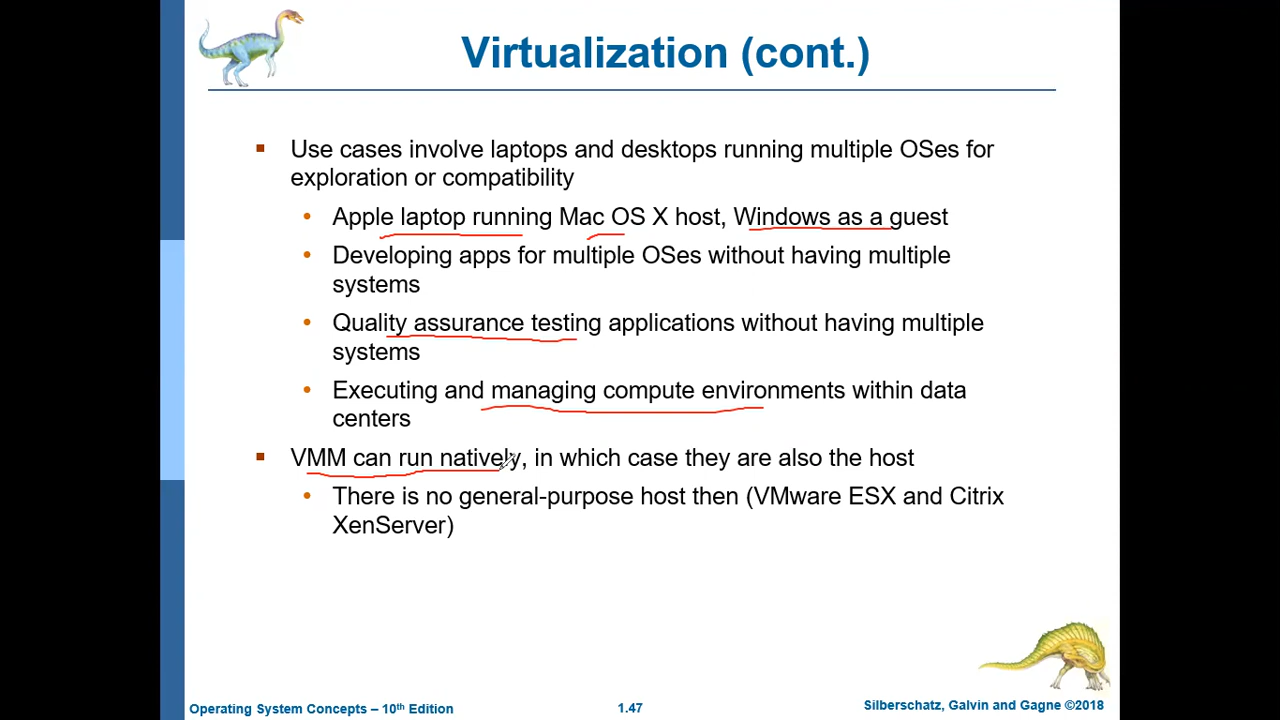 Virtualization (cont.)
Use cases involve laptops and desktops running multiple OSes for
exploration or compatibility
Apple laptop running Mac OS X host, Windows as a guest
Developing apps for multiple OSes without having multiple
systems
Quality assurance testing applications without having multiple
systems
Executing and managing compute environments within data
centers
VMM can run natively, in which case they are also the host
There is no general-purpose host then (VMware ESX and Citrix
XenServer)
Operating System Concepts – 10th Edition
1.47
Silberschatz, Galvin and Gagne ©2018